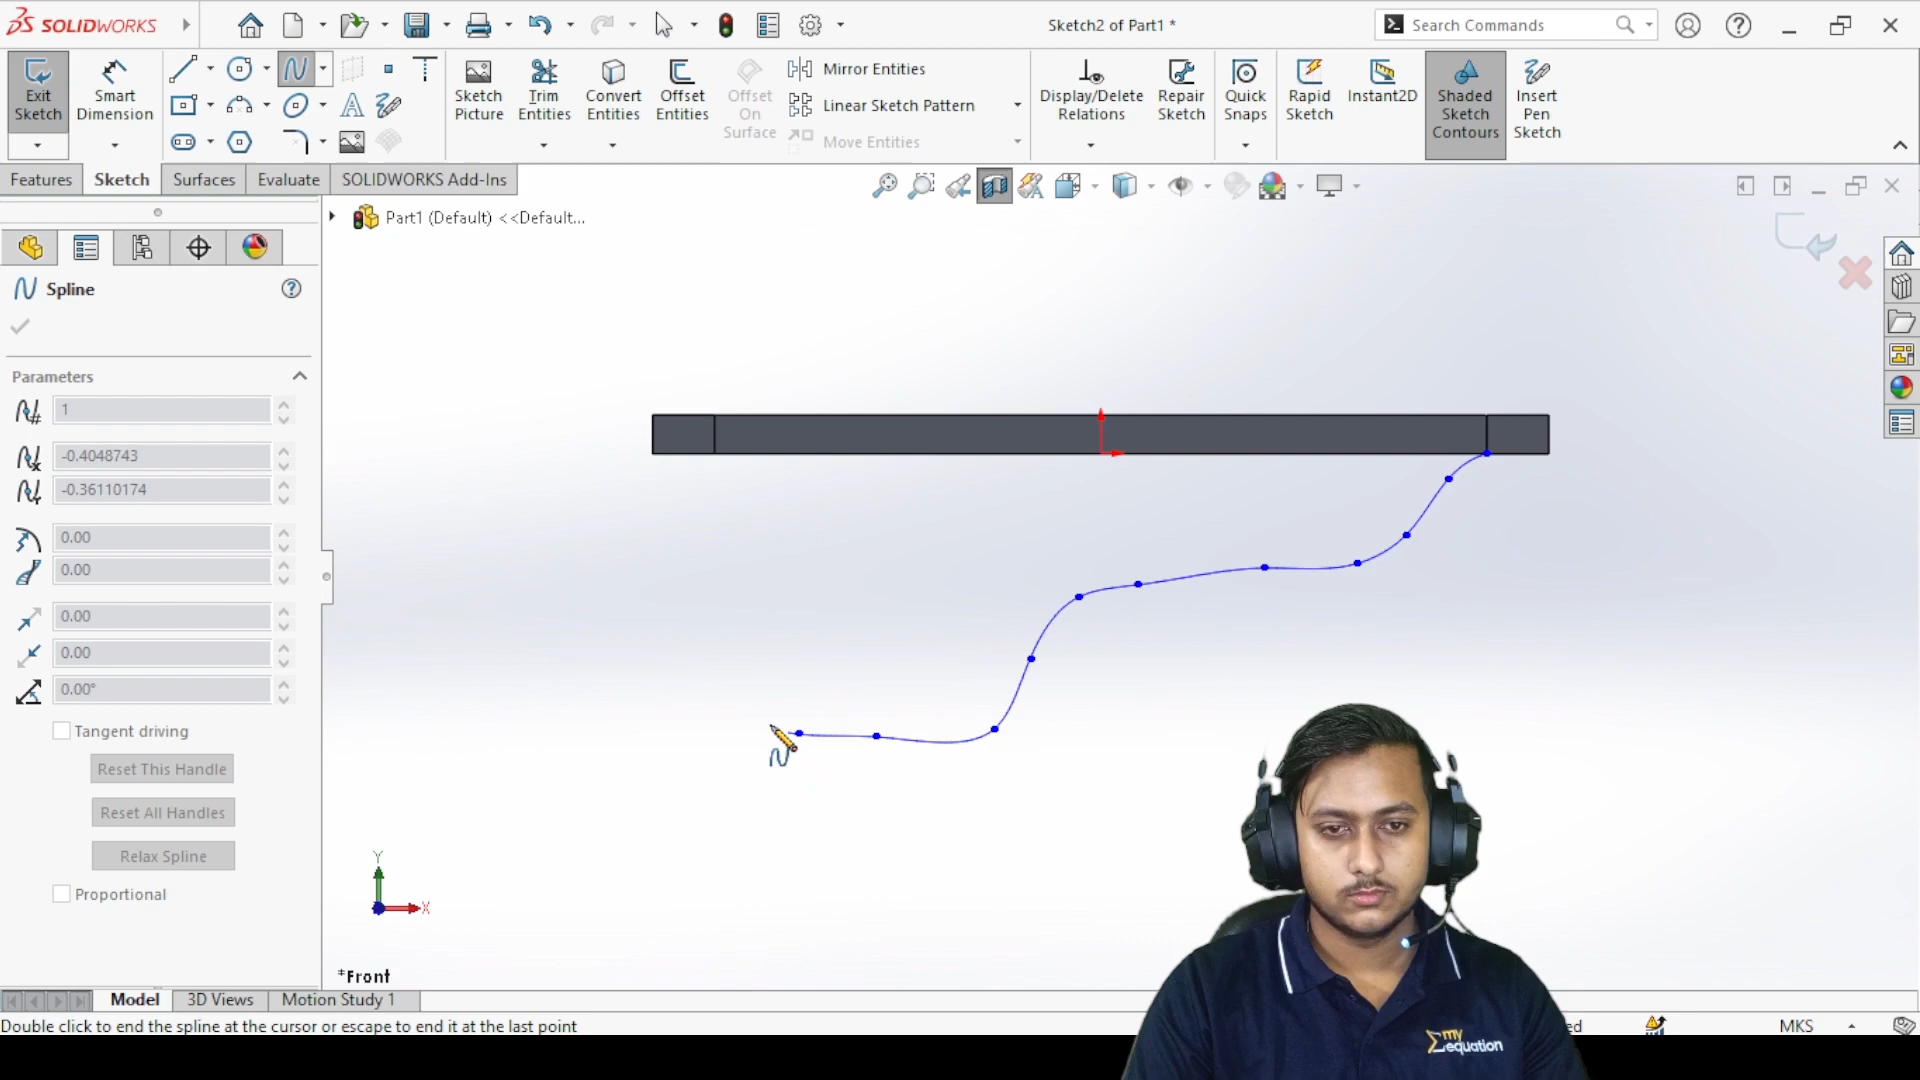 SOLIDWORKS
Sketch2 of Part1 *
Search Commands
Exit
Sketch
Smart
Dimension
Sketch
Picture
Trim
Entities
Convert
Entities
Offset
Entities
Offset
On
Surface
Mirror Entities
Linear Sketch Pattern
Move Entities
Display/Delete
Relations
Repair
Sketch
Quick
Snaps
Rapid
Sketch
Instant2D
Shaded
Sketch
Contours
Insert
Pen
Sketch
Features
Sketch
Surfaces
Evaluate
SOLIDWORKS Add-Ins
Part1 (Default) <<Default...
Spline
Parameters
1
-0.4048743
-0.36110174
0.00
0.00
0.00
0.00
0.00°
Tangent driving
Reset This Handle
Reset All Handles
Relax Spline
Proportional
Y
X
*Front
Model
3D Views
Motion Study 1
Double click to end the spline at the cursor or escape to end it at the last point
ed
MKS
my
equation